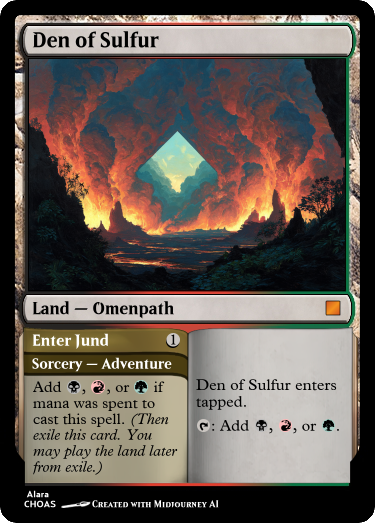 Den of Sulfur
Land — Omenpath
Enter Jund 1
Sorcery — Adventure
Add , , or if
mana was spent to
cast this spell. (Then
exile this card. You
may play the land later
from exile.)
Den of Sulfur enters
tapped.
: Add , , or .
Alara
CHOAS Created with Midjourney AI